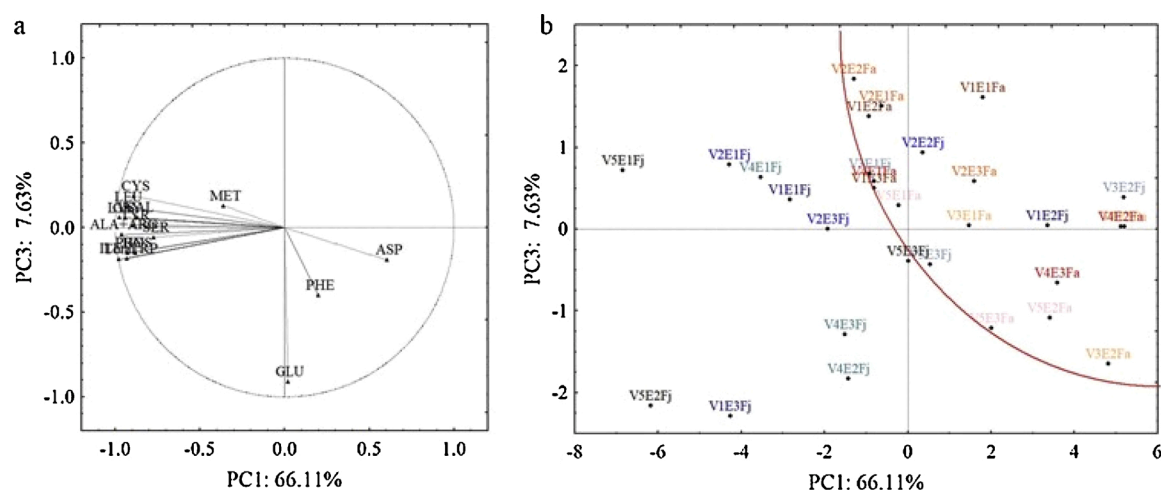 a
1.0
0.5
0.0
-0.5
-1.0
PC3: 7.63%
CYS
LEU
MET
ASP
PHE
GLU
-1.0
-0.5
0.0
0.5
1.0
PC1: 66.11%
b
2
1
0
-1
-2
PC3: 7.63%
V2E2Fa
V2E1Fa
V1E2Fa
V1E1Fa
V2E2Fj
V5E1Fj
V2E1Fj
V4E1Fj
V1E1Fj
V5E1Fa
V2E3Fa
V3E2Fj
V2E3Fj
V3E1Fa
V1E2Fj
V4E2Fa
V5E3Fj
V4E3Fa
V4E3Fj
V5E3Fa
V5E2Fa
V4E2Fj
V3E2Fa
V5E2Fj
V1E3Fj
-8
-6
-4
-2
0
2
4
6
PC1: 66.11%